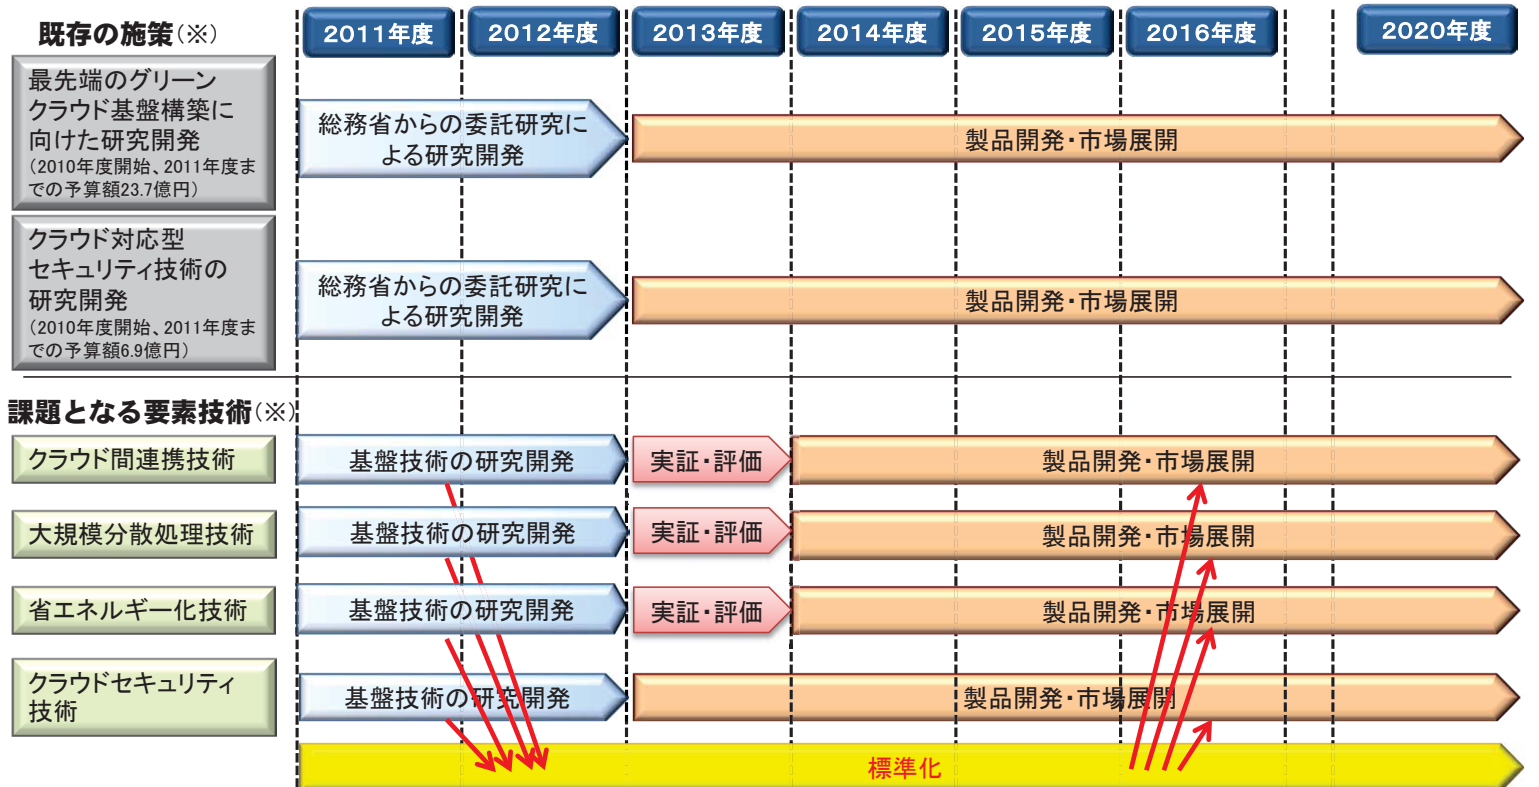 既存の施策(※)
2011年度
2012年度
2013年度
2014年度
2015年度
2016年度
2020年度
最先端のグリーン
クラウド基盤構築に
向けた研究開発
(2010年度開始、2011年度ま
での予算額23.7億円)
総務省からの委託研究に
よる研究開発
製品開発・市場展開
クラウド対応型
セキュリティ技術の
研究開発
(2010年度開始、2011年度ま
での予算額6.9億円)
総務省からの委託研究に
よる研究開発
製品開発・市場展開
課題となる要素技術(※)
クラウド間連携技術
基盤技術の研究開発
実証・評価
製品開発・市場展開
大規模分散処理技術
基盤技術の研究開発
実証・評価
製品開発・市場展開
省エネルギー化技術
基盤技術の研究開発
実証・評価
製品開発・市場展開
クラウドセキュリティ
技術
基盤技術の研究開発
製品開発・市場展開
標準化